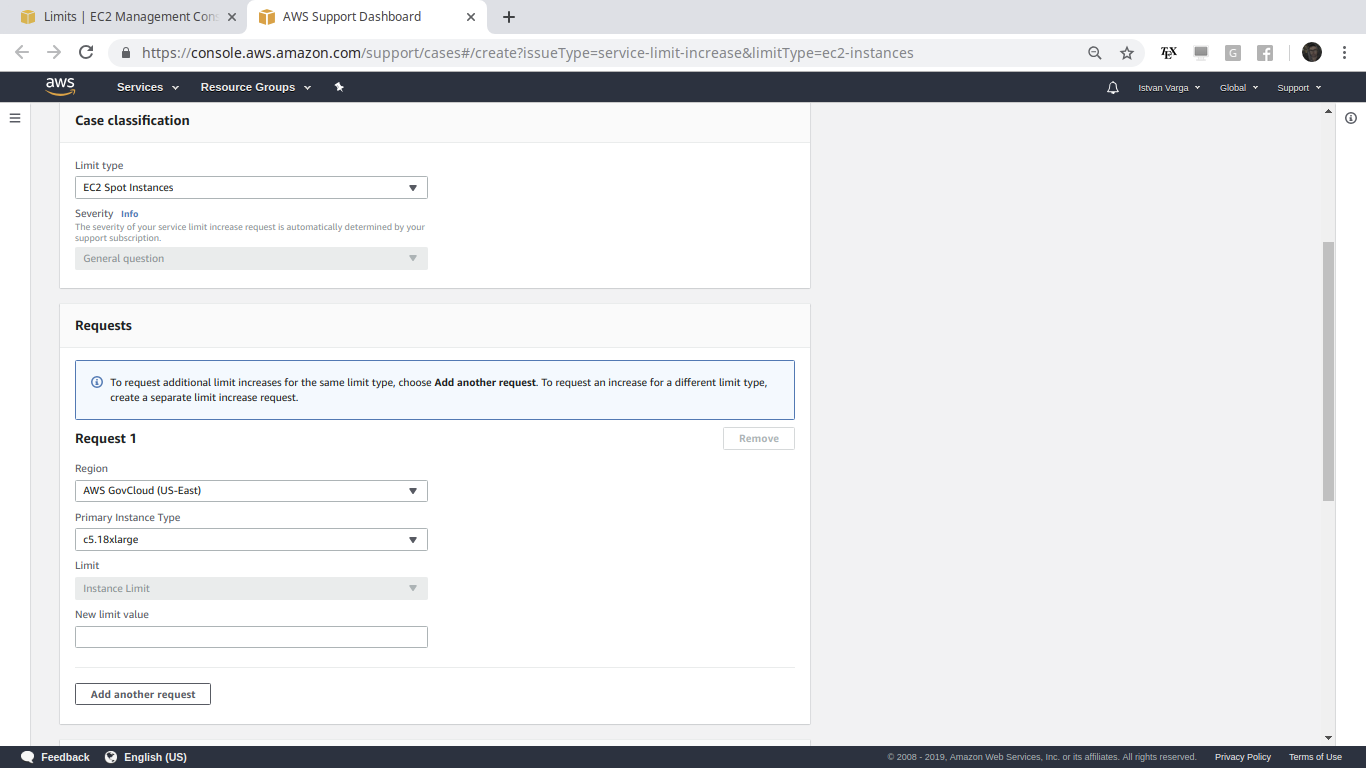 Limits | EC2 Management Con
AWS Support Dashboard
https://console.aws.amazon.com/support/cases#/create?issueType=service-limit-increase&limitType=ec2-instances
aws
Services
Resource Groups
Istvan Varga
Global
Support
Case classification
Limit type
EC2 Spot Instances
Severity Info
The severity of your service limit increase request is automatically determined by your
support subscription.
General question
Requests
To request additional limit increases for the same limit type, choose Add another request. To request an increase for a different limit type,
create a separate limit increase request.
Request 1
Remove
Region
AWS GovCloud (US-East)
Primary Instance Type
c5.18xlarge
Limit
Instance Limit
New limit value
Add another request
Feedback
English (US)
© 2008 - 2019, Amazon Web Services, Inc. or its affiliates. All rights reserved.
Privacy Policy
Terms of Use